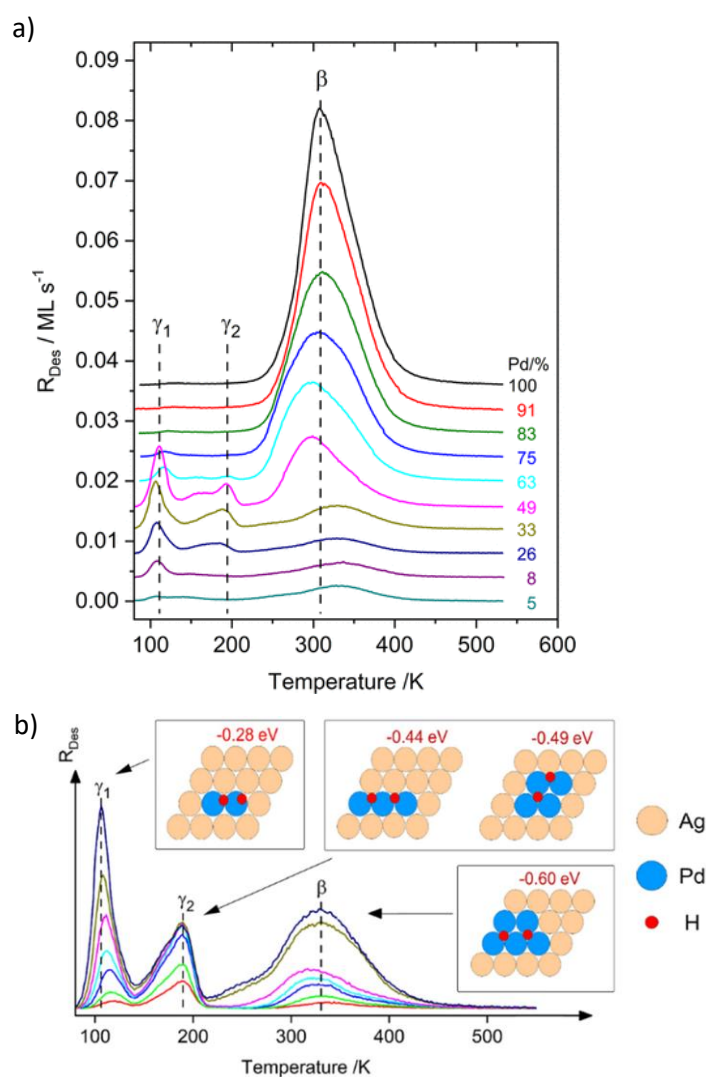 a)
0.09
0.08
0.07
0.06
0.05
0.04
0.03
0.02
0.01
0.00
R_Des / ML s⁻¹
β
γ₁
γ₂
Pd/%
100
91
83
75
63
49
33
26
8
5
100 200 300 400 500 600
Temperature /K
b)
R_Des
γ₁
-0.28 eV
-0.44 eV
-0.49 eV
γ₂
β
-0.60 eV
Ag
Pd
H
100 200 300 400 500
Temperature /K